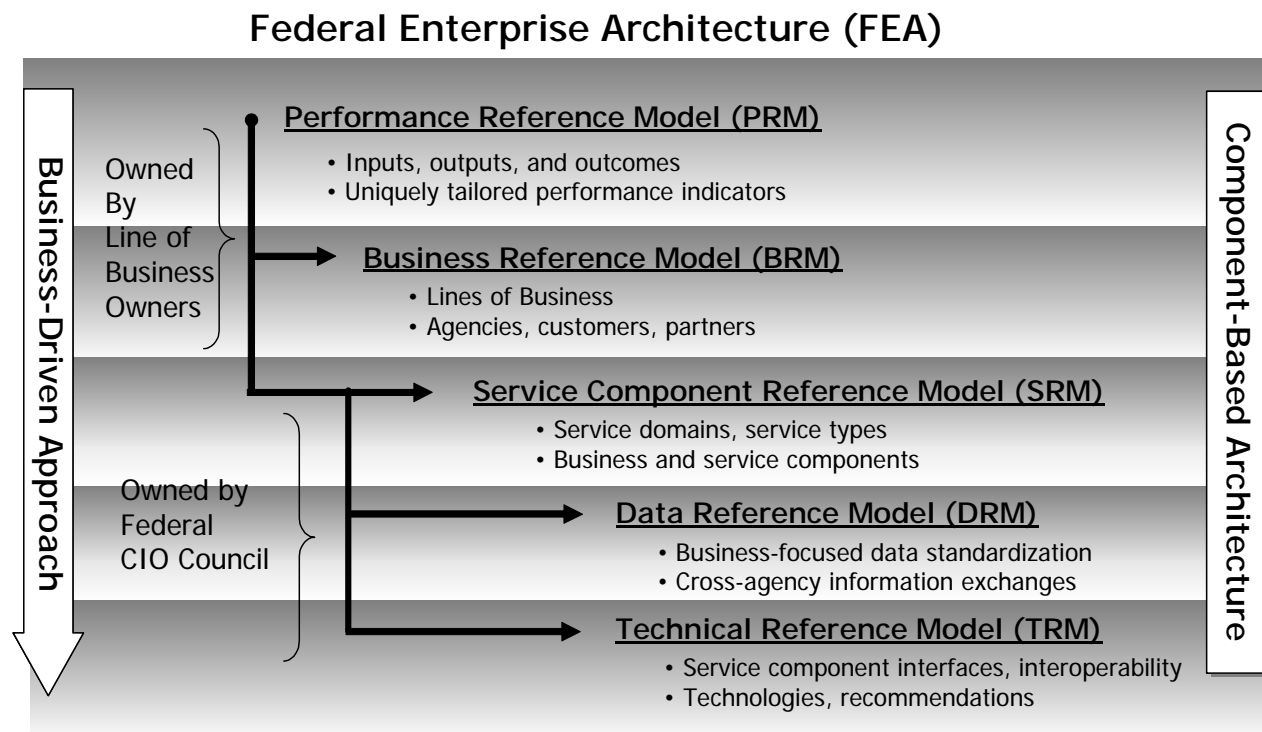 Federal Enterprise Architecture (FEA)
Business-Driven Approach
Component-Based Architecture
Owned
By
Line of
Business
Owners
Performance Reference Model (PRM)
• Inputs, outputs, and outcomes
• Uniquely tailored performance indicators
Business Reference Model (BRM)
• Lines of Business
• Agencies, customers, partners
Service Component Reference Model (SRM)
• Service domains, service types
• Business and service components
Owned by
Federal
CIO Council
Data Reference Model (DRM)
• Business-focused data standardization
• Cross-agency information exchanges
Technical Reference Model (TRM)
• Service component interfaces, interoperability
• Technologies, recommendations